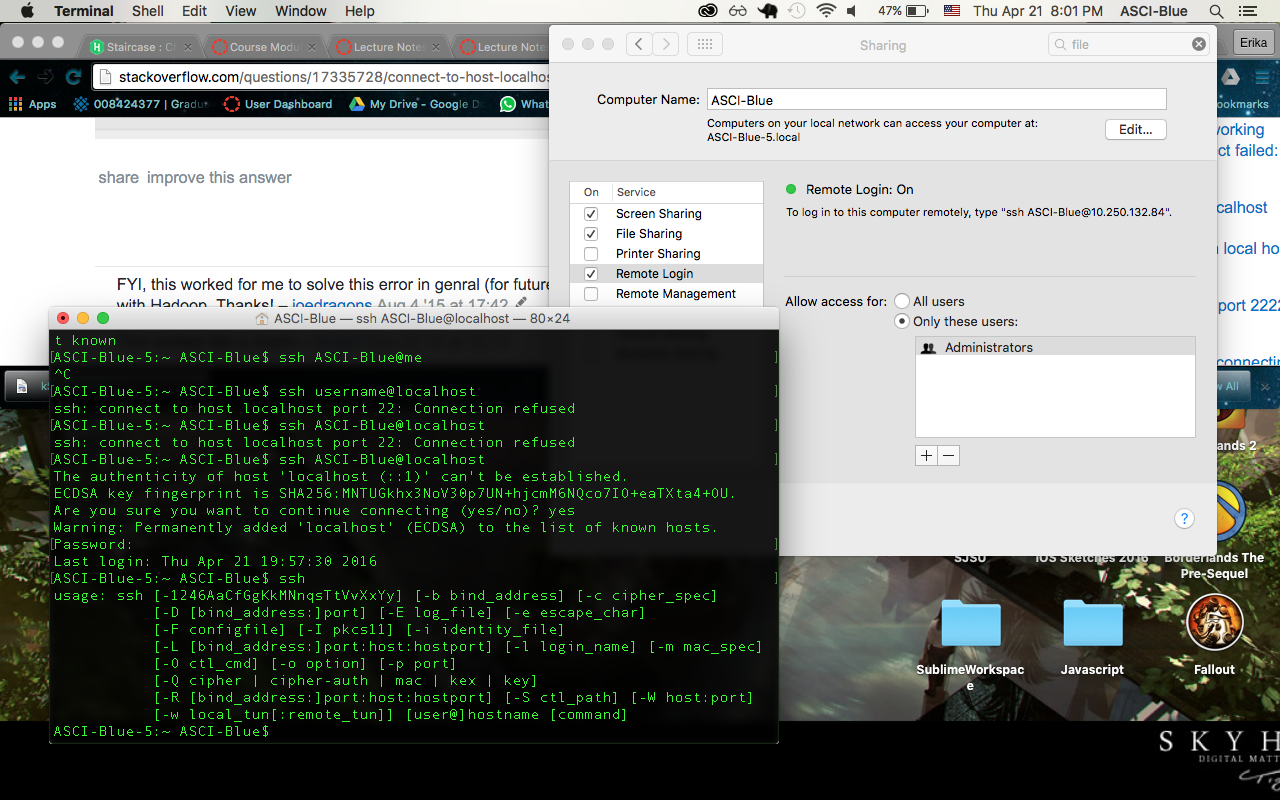 Terminal Shell Edit View Window Help
47% Thu Apr 21 8:01 PM ASCI-Blue
Staircase : C
Course Modul
Lecture Notes
Lecture Notes
Erika
stackoverflow.com/questions/17335728/connect-to-host-localhos
Apps
008424377 | Gradu
User Dashboard
My Drive - Google D
What
ookmarks
share improve this answer
FYI, this worked for me to solve this error in genral (for future
with Hadoop. Thanks! – joedragons Aug 4 '15 at 17:42
orking
ct failed:
calhost
local ho
port 2222
connecting
w All
Sharing
file
Computer Name: ASCI-Blue
Computers on your local network can access your computer at:
ASCI-Blue-5.local
Edit...
On Service
Screen Sharing
File Sharing
Printer Sharing
Remote Login
Remote Management
Remote Login: On
To log in to this computer remotely, type "ssh ASCI-Blue@10.250.132.84".
Allow access for: All users
Only these users:
Administrators
+ −
?
ASCI-Blue — ssh ASCI-Blue@localhost — 80×24
t known
[ASCI-Blue-5:~ ASCI-Blue$ ssh ASCI-Blue@me ]
^C
[ASCI-Blue-5:~ ASCI-Blue$ ssh username@localhost ]
ssh: connect to host localhost port 22: Connection refused
[ASCI-Blue-5:~ ASCI-Blue$ ssh ASCI-Blue@localhost ]
ssh: connect to host localhost port 22: Connection refused
[ASCI-Blue-5:~ ASCI-Blue$ ssh ASCI-Blue@localhost ]
The authenticity of host 'localhost (::1)' can't be established.
ECDSA key fingerprint is SHA256:MNTUGkhx3NoV30p7UN+hjcmM6NQco7I0+eaTXta4+0U.
Are you sure you want to continue connecting (yes/no)? yes
Warning: Permanently added 'localhost' (ECDSA) to the list of known hosts.
[Password: ]
Last login: Thu Apr 21 19:57:30 2016
[ASCI-Blue-5:~ ASCI-Blue$ ssh ]
usage: ssh [-1246AaCfGgKkMNnqsTtVvXxYy] [-b bind_address] [-c cipher_spec]
[-D [bind_address:]port] [-E log_file] [-e escape_char]
[-F configfile] [-I pkcs11] [-i identity_file]
[-L [bind_address:]port:host:hostport] [-l login_name] [-m mac_spec]
[-O ctl_cmd] [-o option] [-p port]
[-Q cipher | cipher-auth | mac | kex | key]
[-R [bind_address:]port:host:hostport] [-S ctl_path] [-W host:port]
[-w local_tun[:remote_tun]] [user@]hostname [command]
ASCI-Blue-5:~ ASCI-Blue$
lands 2
SJSU
iOS Sketches 2016
Borderlands The
Pre-Sequel
SublimeWorkspac
e
Javascript
Fallout
SKYH
DIGITAL MATT